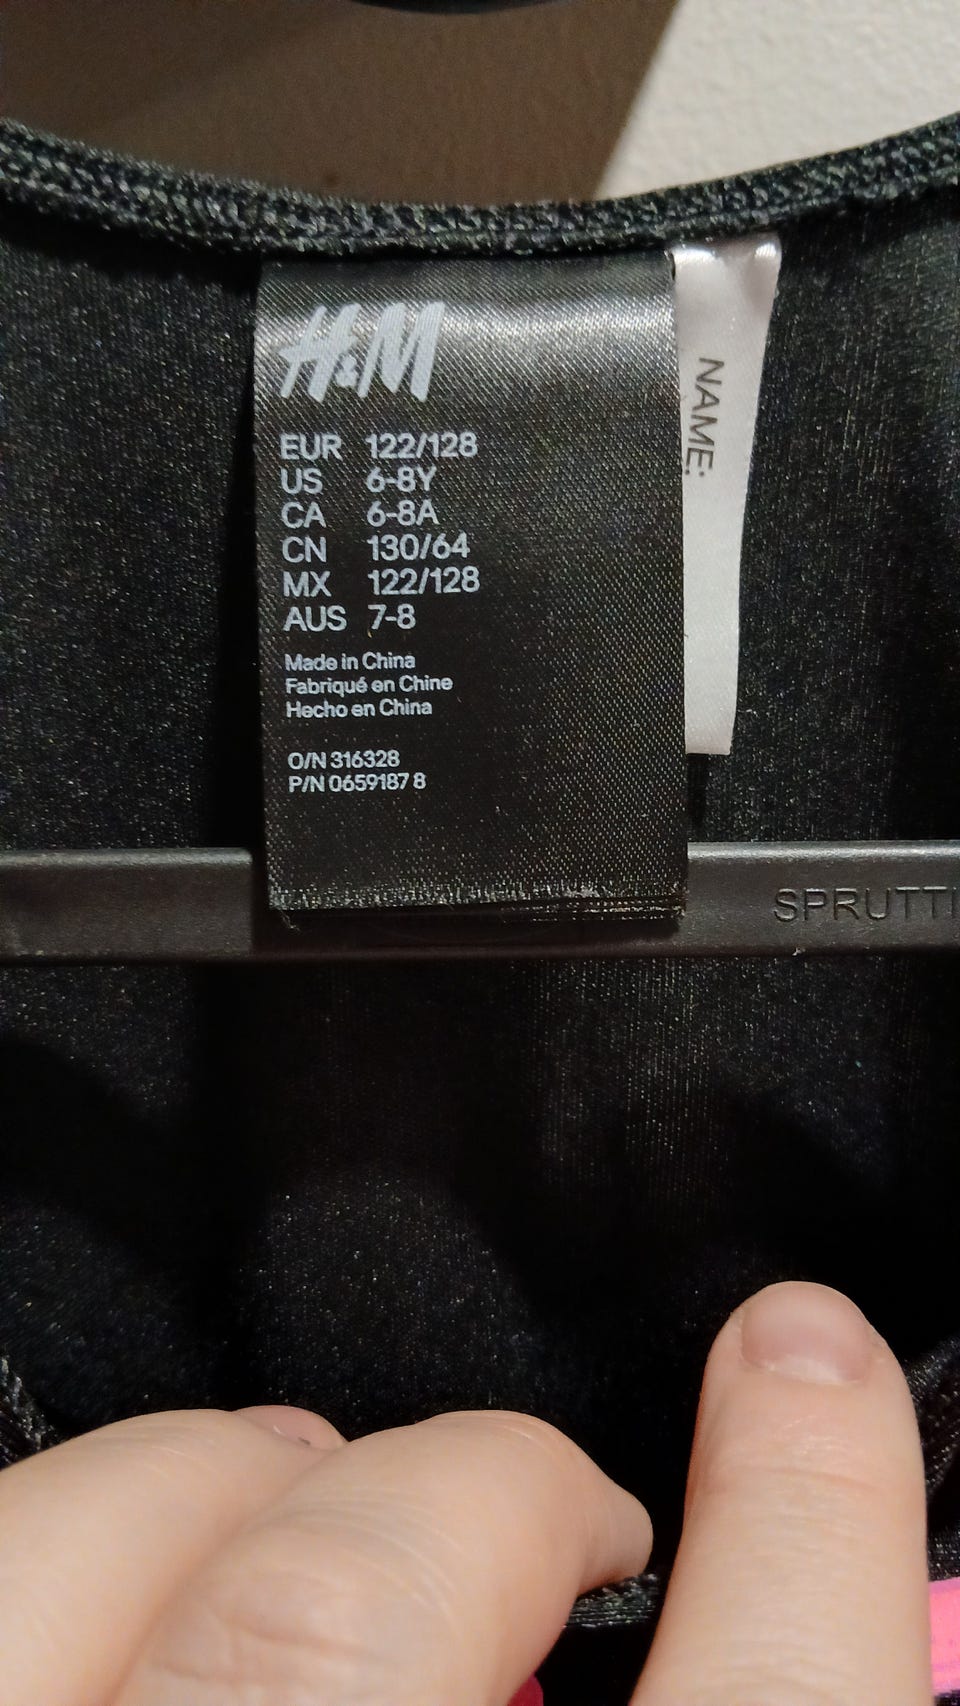 H&M
EUR 122/128
US 6-8Y
CA 6-8A
CN 130/64
MX 122/128
AUS 7-8
Made in China
Fabriqué en Chine
Hecho en China
O/N 316328
P/N 0659187 8
NAME:
SPRUTTI